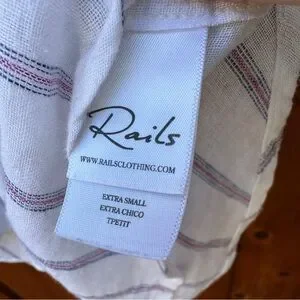 Rails
WWW.RAILSCLOTHING.COM
EXTRA SMALL
EXTRA CHICO
TPETIT